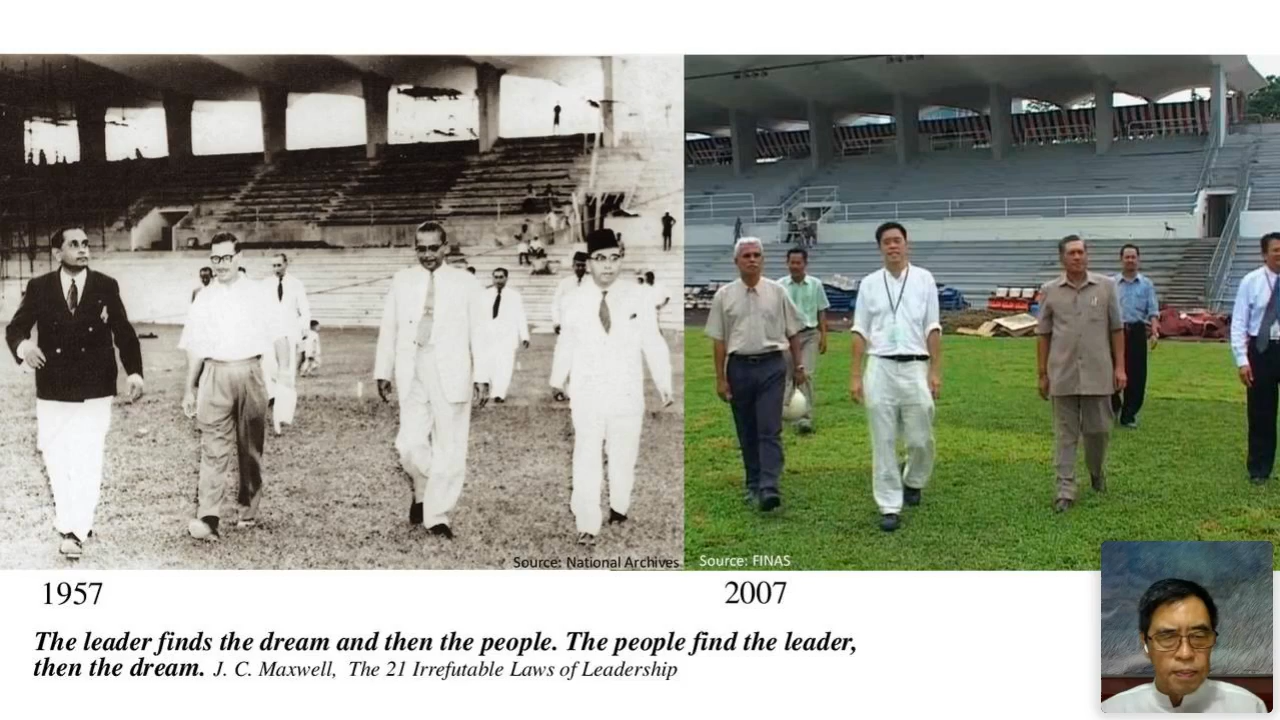 Source: National Archives
Source: FINAS
1957
2007
The leader finds the dream and then the people. The people find the leader,
then the dream. J. C. Maxwell, The 21 Irrefutable Laws of Leadership